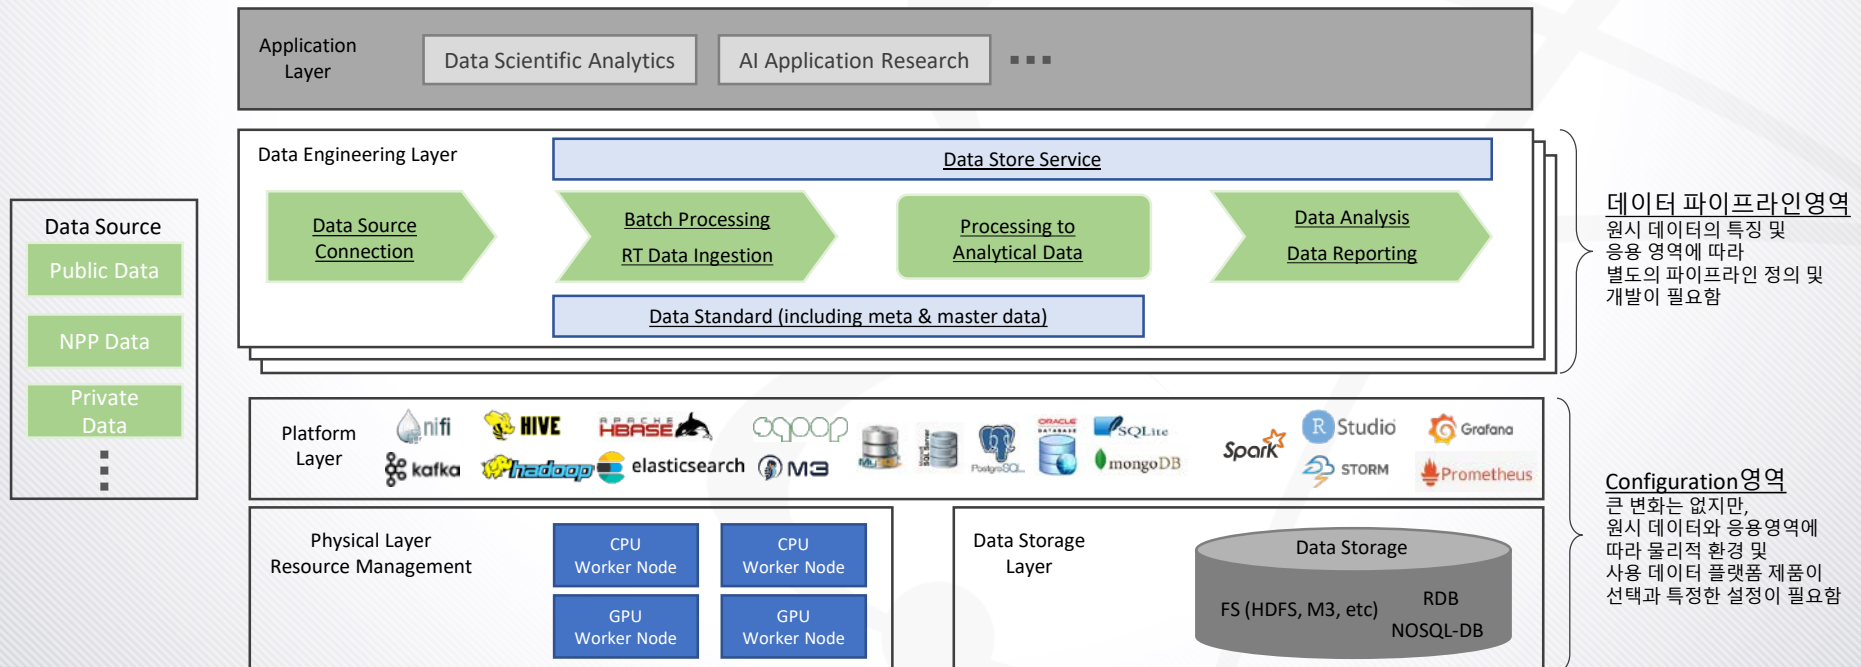 Application
Layer
Data Scientific Analytics
AI Application Research
Data Engineering Layer
Data Store Service
Data Source
Connection
Batch Processing
RT Data Ingestion
Processing to
Analytical Data
Data Analysis
Data Reporting
Data Standard (including meta & master data)
Data Source
Public Data
NPP Data
Private
Data
데이터 파이프라인영역
원시 데이터의 특징 및
응용 영역에 따라
별도의 파이프라인 정의 및
개발이 필요함
Platform
Layer
nifi
HIVE
APACHE
HBASE
sqoop
ORACLE
DATABASE
SQLite
Spark
R Studio
Grafana
kafka
hadoop
elasticsearch
M3
MySQL
SQL Server
PostgreSQL
mongoDB
STORM
Prometheus
Configuration영역
큰 변화는 없지만,
원시 데이터와 응용영역에
따라 물리적 환경 및
사용 데이터 플랫폼 제품이
선택과 특정한 설정이 필요함
Physical Layer
Resource Management
CPU
Worker Node
CPU
Worker Node
GPU
Worker Node
GPU
Worker Node
Data Storage
Layer
Data Storage
FS (HDFS, M3, etc)
RDB
NOSQL-DB